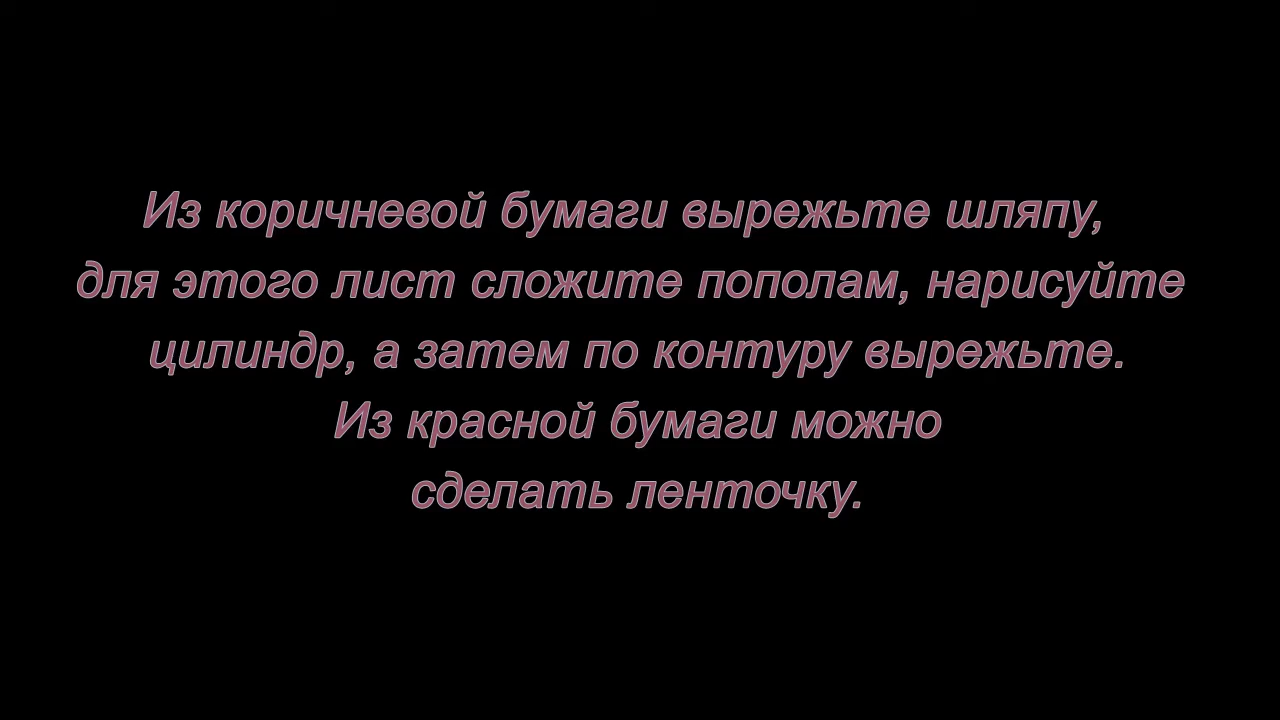 Из коричневой бумаги вырежьте шляпу,
для этого лист сложите пополам, нарисуйте
цилиндр, а затем по контуру вырежьте.
Из красной бумаги можно
сделать ленточку.